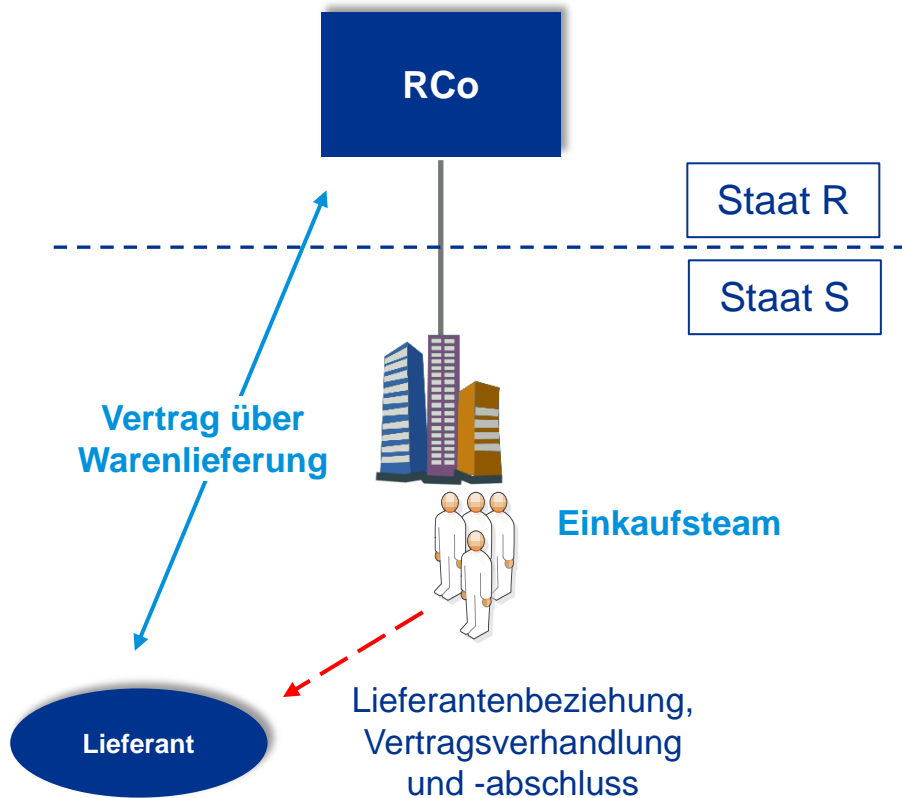 RCo
Staat R
Staat S
Vertrag über
Warenlieferung
Einkaufsteam
Lieferantenbeziehung,
Vertragsverhandlung
und -abschluss
Lieferant